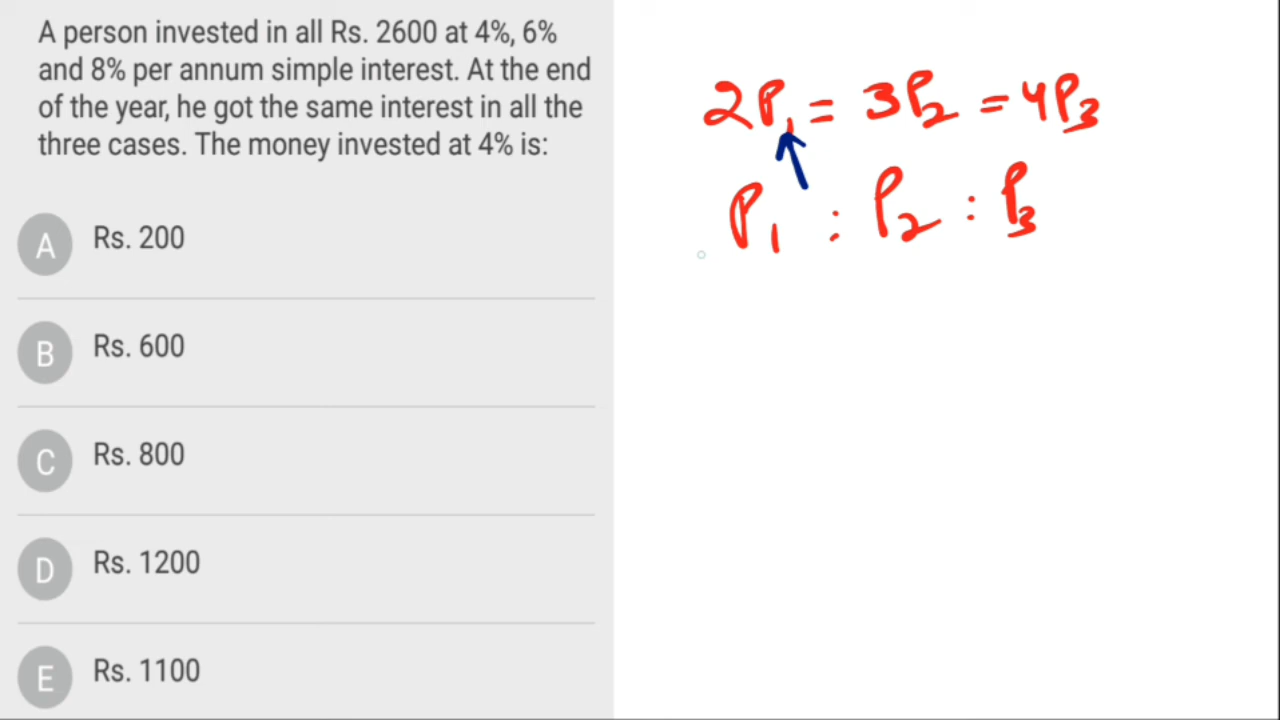 A person invested in all Rs. 2600 at 4%, 6%
and 8% per annum simple interest. At the end
of the year, he got the same interest in all the
three cases. The money invested at 4% is:
A Rs. 200
B Rs. 600
C Rs. 800
D Rs. 1200
E Rs. 1100
2P₁ = 3P₂ = 4P₃
P₁ : P₂ : P₃